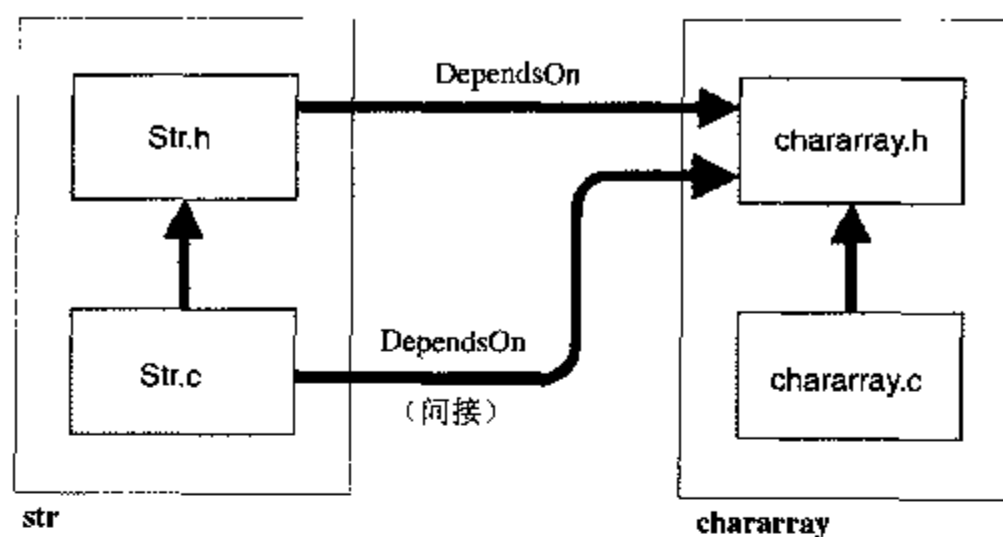 DependsOn
Str.h
chararray.h
DependsOn
Str.c
（间接）
chararray.c
str
chararray